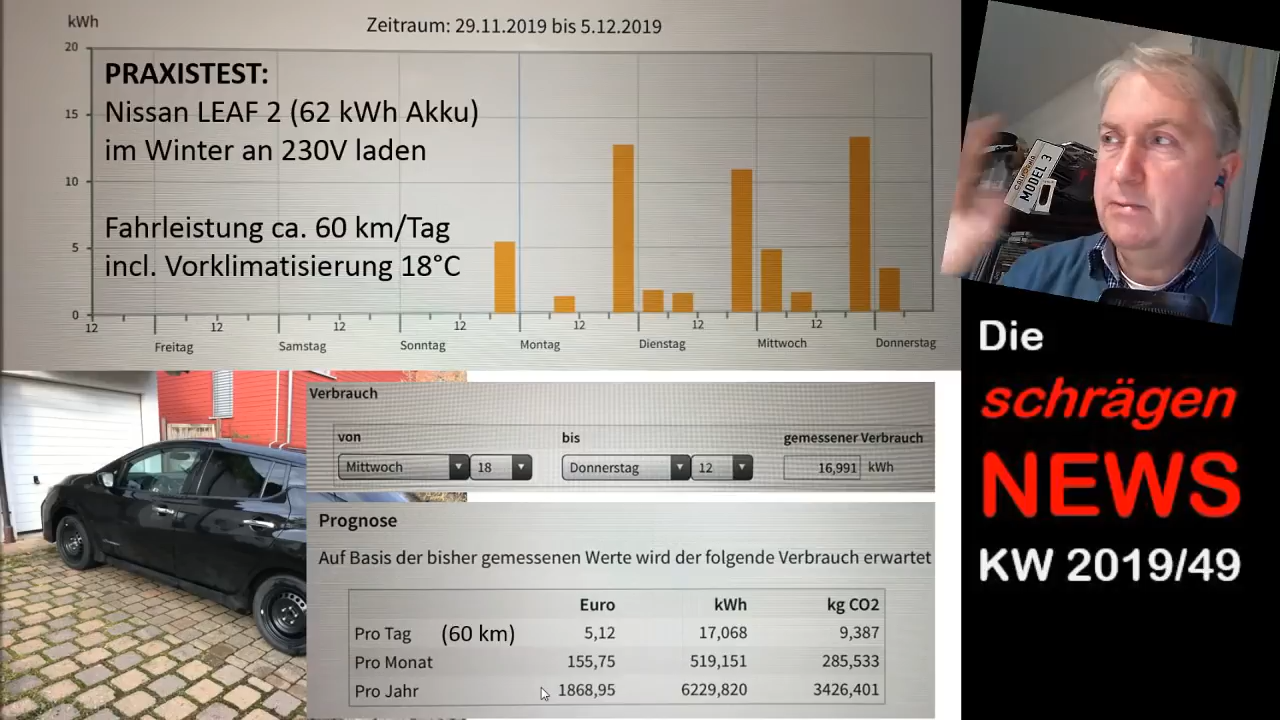 kWh
Zeitraum: 29.11.2019 bis 5.12.2019
20
15
10
5
0
PRAXISTEST:
Nissan LEAF 2 (62 kWh Akku)
im Winter an 230V laden
Fahrleistung ca. 60 km/Tag
incl. Vorklimatisierung 18°C
12 12 12 12 12 12 12 12
Freitag Samstag Sonntag Montag Dienstag Mittwoch Donnerstag
MODEL 3
Die
schrägen
NEWS
KW 2019/49
Verbrauch
von bis gemessener Verbrauch
Mittwoch 18 Donnerstag 12 16,991 kWh
Prognose
Auf Basis der bisher gemessenen Werte wird der folgende Verbrauch erwartet
Euro kWh kg CO2
Pro Tag (60 km) 5,12 17,068 9,387
Pro Monat 155,75 519,151 285,533
Pro Jahr 1868,95 6229,820 3426,401